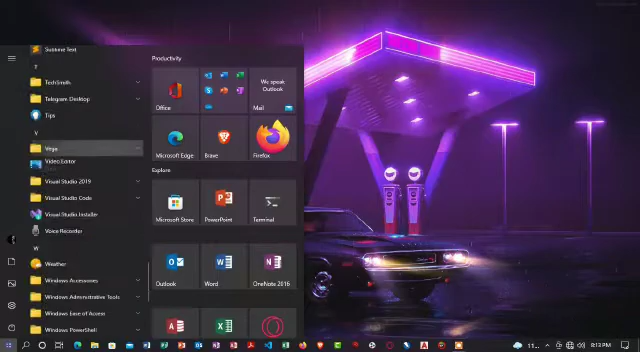 Sublime Text
T
TechSmith
Telegram Desktop
Tips
V
Vega
Video Editor
Visual Studio 2019
Visual Studio Code
Visual Studio Installer
Voice Recorder
W
Weather
Windows Accessories
Windows Administrative Tools
Windows Ease of Access
Windows PowerShell
Productivity
Office
We speak
Outlook
Mail
Microsoft Edge
Brave
Firefox
Explore
Microsoft Store
PowerPoint
Terminal
Outlook
Word
OneNote 2016
11...
8:13 PM